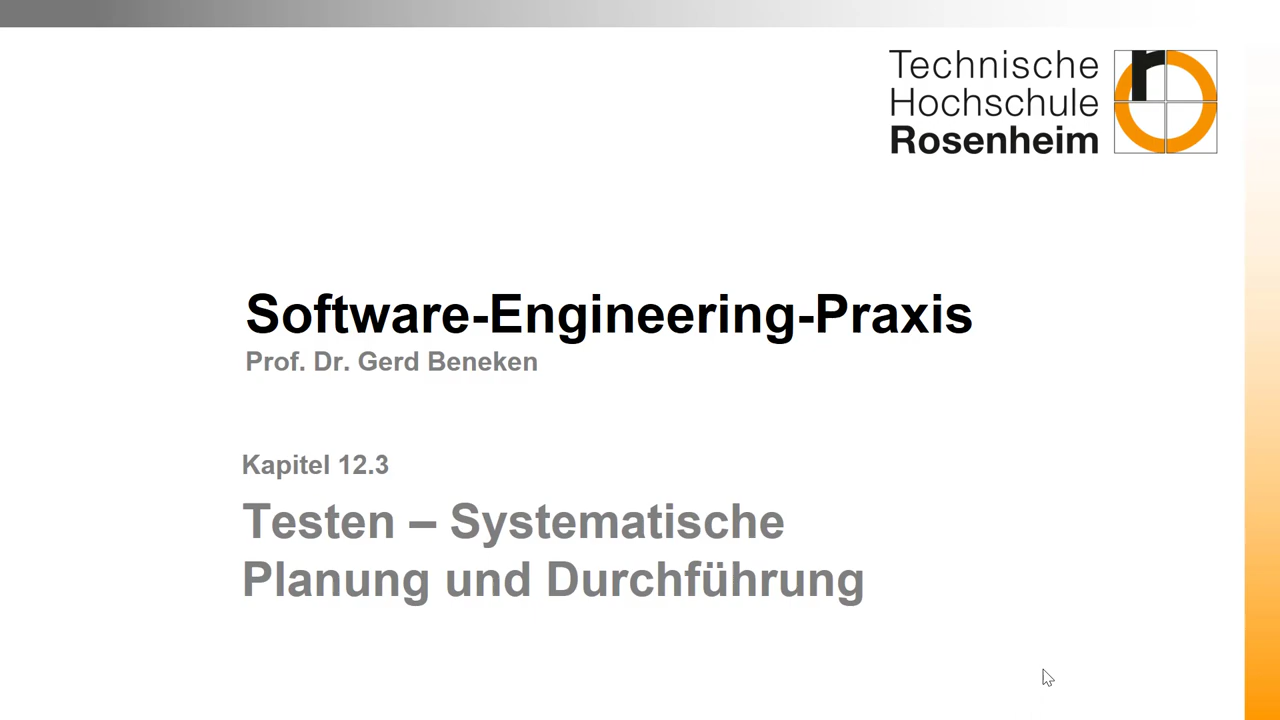 Technische
Hochschule
Rosenheim
Software-Engineering-Praxis
Prof. Dr. Gerd Beneken
Kapitel 12.3
Testen – Systematische
Planung und Durchführung